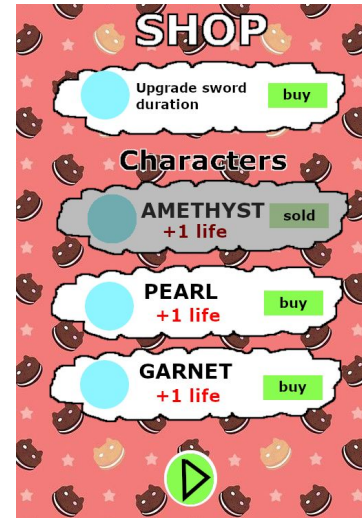 SHOP
Upgrade sword
duration
buy
Characters
AMETHYST
+1 life
sold
PEARL
+1 life
buy
GARNET
+1 life
buy